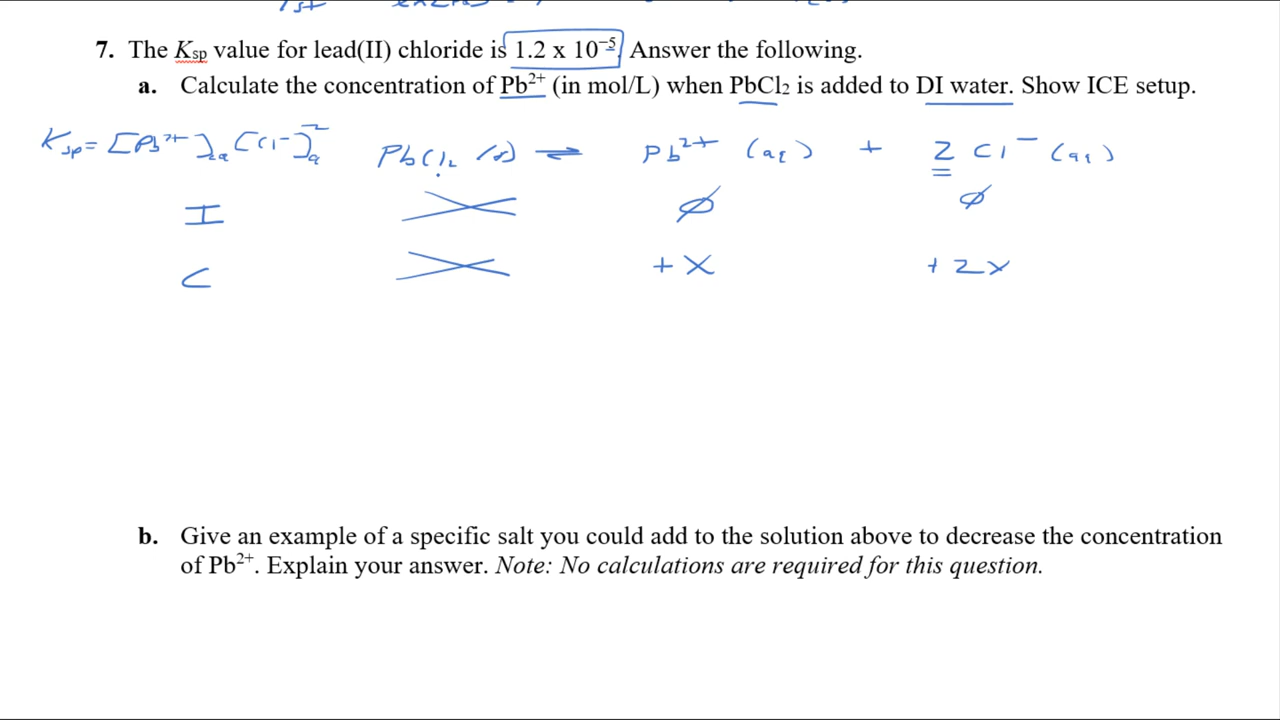 7. The Ksp value for lead(II) chloride is 1.2 x 10⁻⁵. Answer the following.
a. Calculate the concentration of Pb²⁺ (in mol/L) when PbCl₂ is added to DI water. Show ICE setup.
Ksp = [Pb²⁺]eq [Cl⁻]²eq PbCl₂ (s) ⇌ Pb²⁺ (aq) + 2 Cl⁻ (aq)
I ∅ ∅
C + x + 2x
b. Give an example of a specific salt you could add to the solution above to decrease the concentration
of Pb²⁺. Explain your answer. Note: No calculations are required for this question.